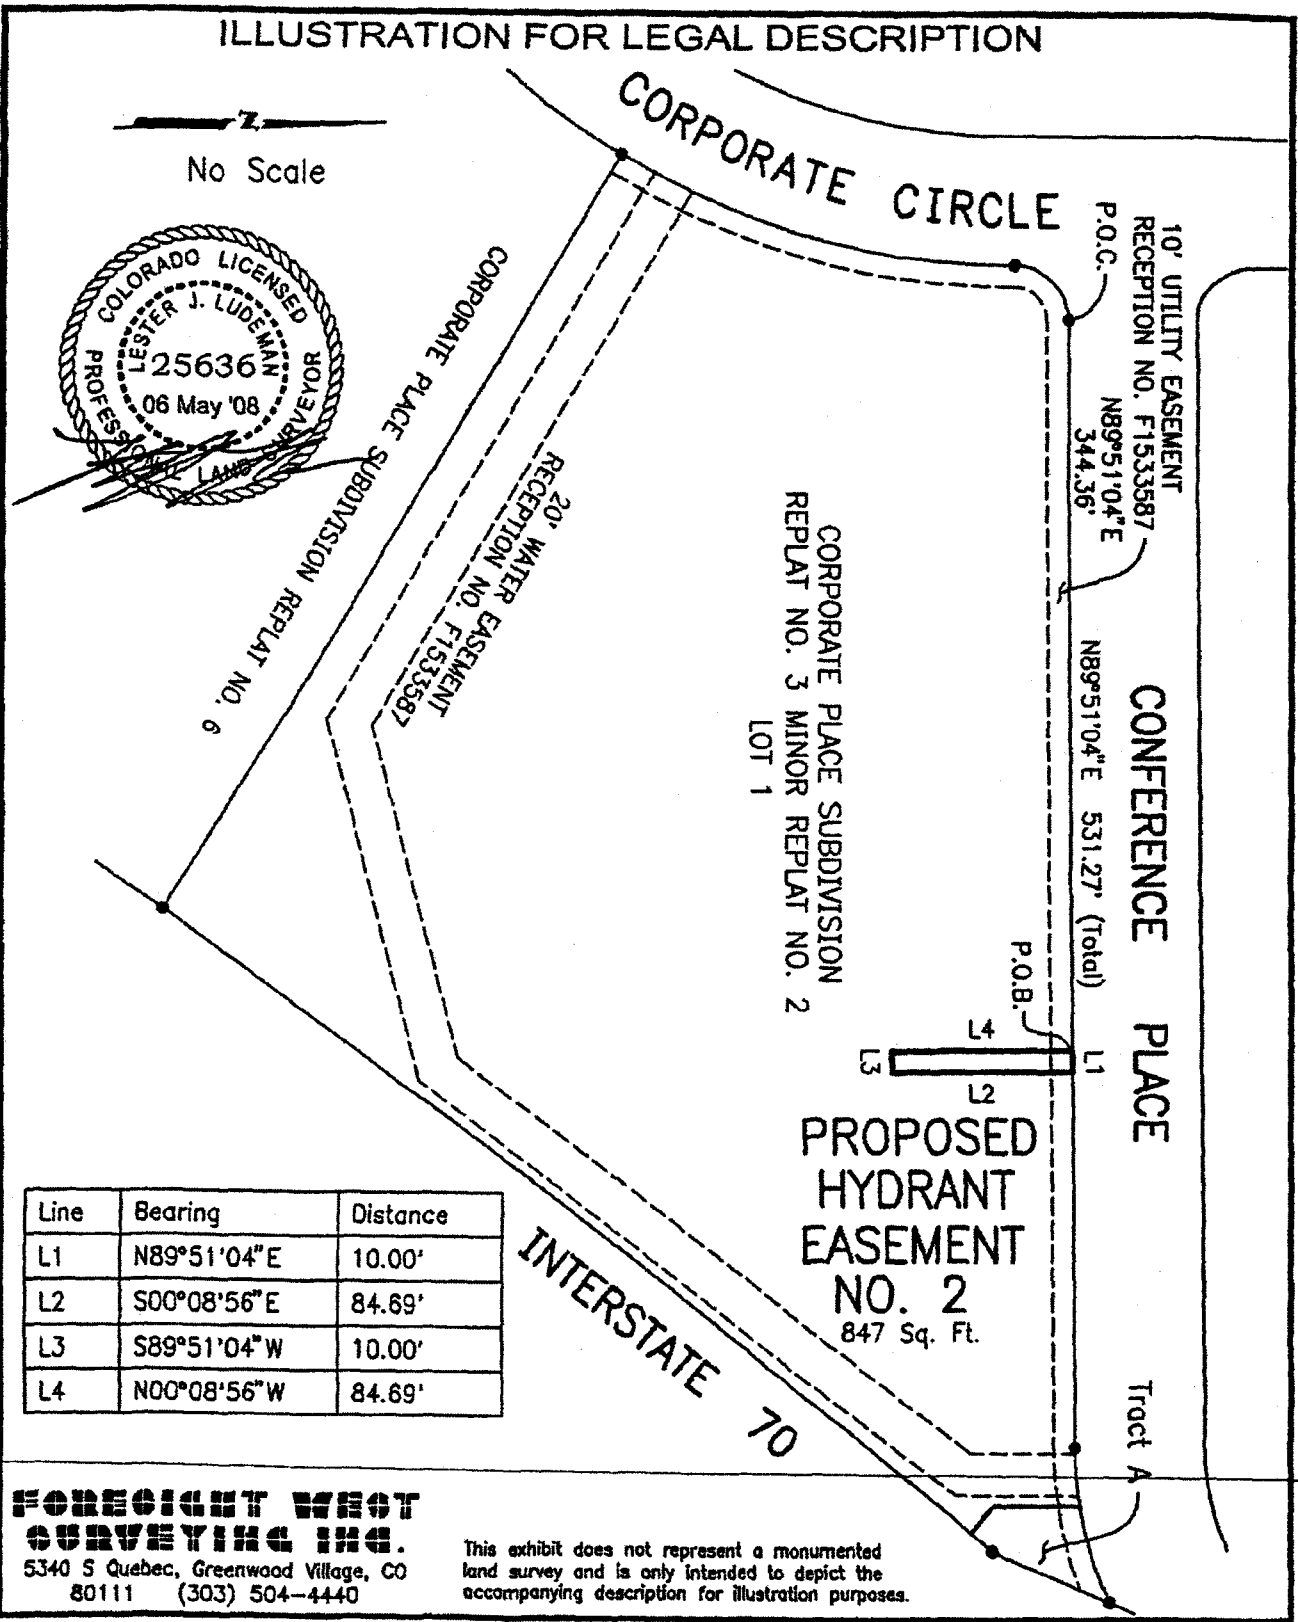 ILLUSTRATION FOR LEGAL DESCRIPTION
N
No Scale
COLORADO LICENSED
PROFESSIONAL LAND SURVEYOR
LESTER J. LUDEMAN
25636
06 May '08
CORPORATE CIRCLE
P.O.C.
10' UTILITY EASEMENT
RECEPTION NO. F1533587
N89°51'04"E
344.36'
CORPORATE PLACE SUBDIVISION REPLAT NO. 6
20' WATER EASEMENT
RECEPTION NO. F1533587
CORPORATE PLACE SUBDIVISION
REPLAT NO. 3 MINOR REPLAT NO. 2
LOT 1
N89°51'04"E 531.27' (Total)
CONFERENCE PLACE
P.O.B.
L4
L1
L3
L2
PROPOSED
HYDRANT
EASEMENT
NO. 2
847 Sq. Ft.
INTERSTATE 70
Tract A
Line Bearing Distance
L1 N89°51'04"E 10.00'
L2 S00°08'56"E 84.69'
L3 S89°51'04"W 10.00'
L4 N00°08'56"W 84.69'
FORESIGHT WEST
SURVEYING INC.
5340 S Quebec, Greenwood Village, CO
80111 (303) 504-4440
This exhibit does not represent a monumented
land survey and is only intended to depict the
accompanying description for illustration purposes.